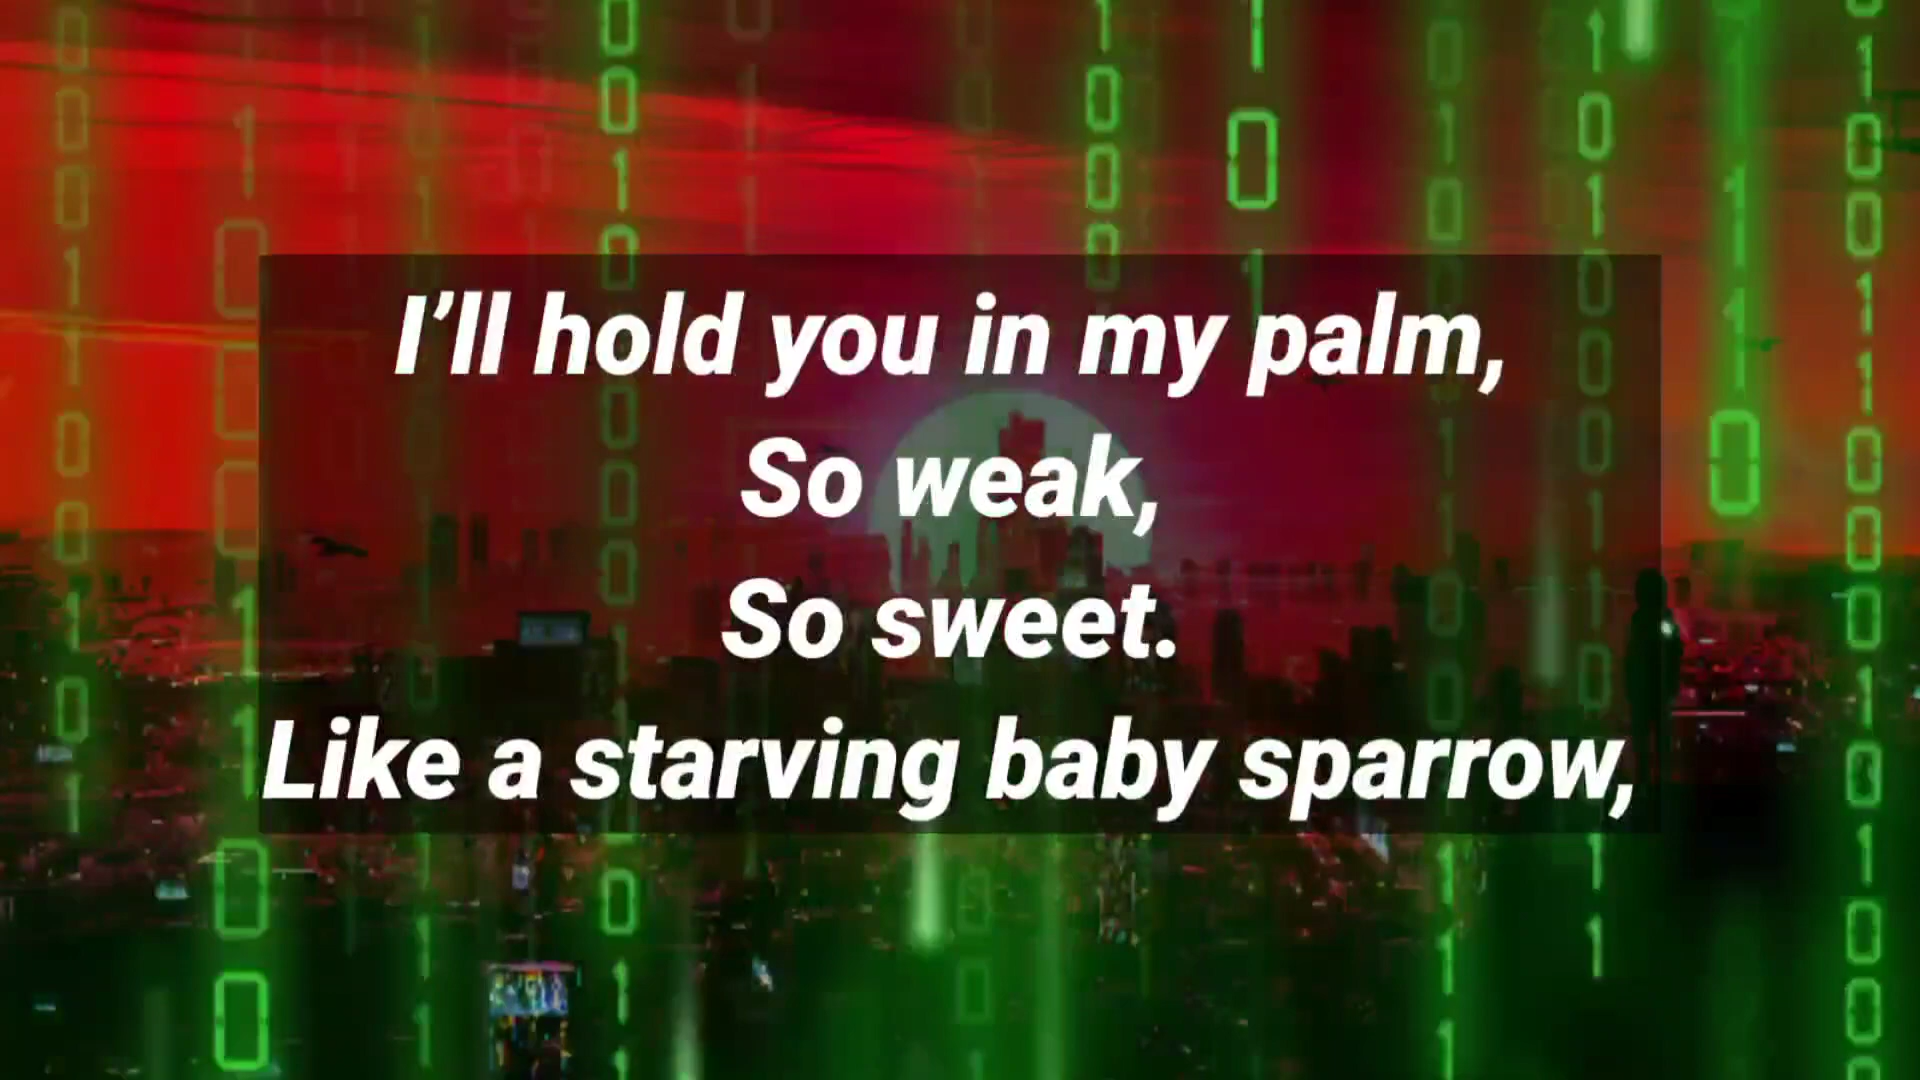 I’ll hold you in my palm,
So weak,
So sweet.
Like a starving baby sparrow,